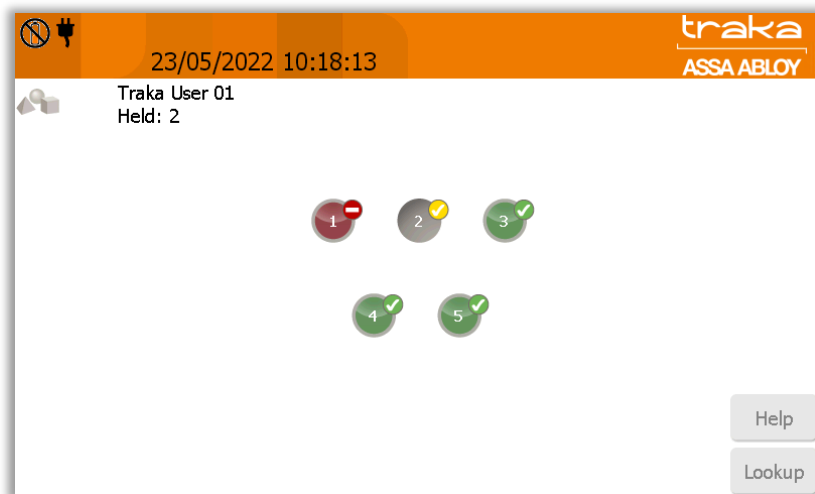 traka
23/05/2022 10:18:13
ASSA ABLOY
Traka User 01
Held: 2
1
2
3
4
5
Help
Lookup